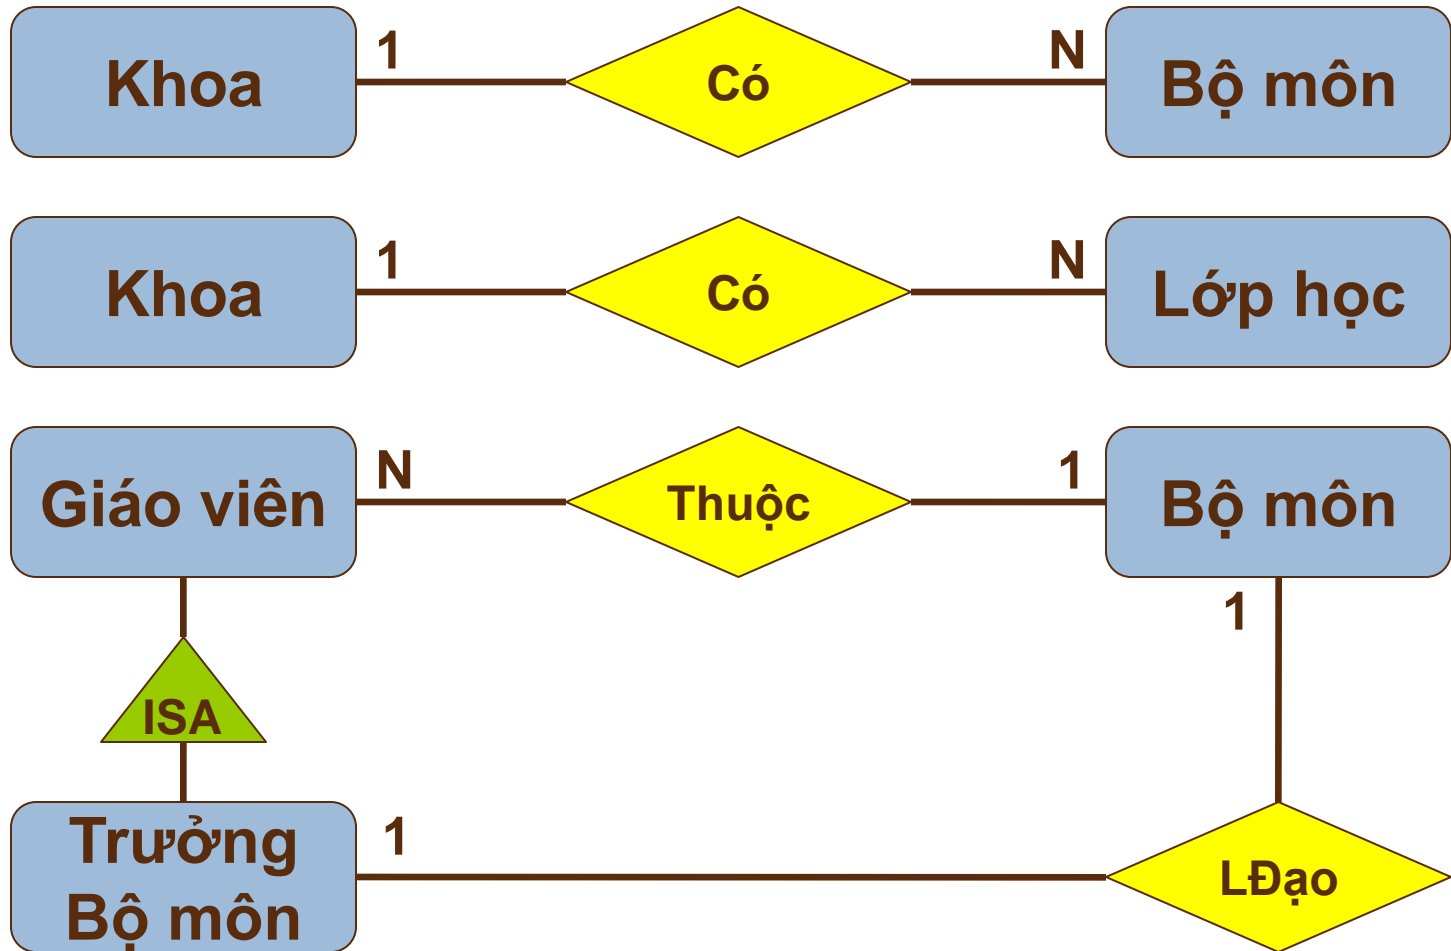 Khoa
1
Có
N
Bộ môn
Khoa
1
Có
N
Lớp học
Giáo viên
N
Thuộc
1
Bộ môn
1
ISA
Trưởng
Bộ môn
1
LĐạo